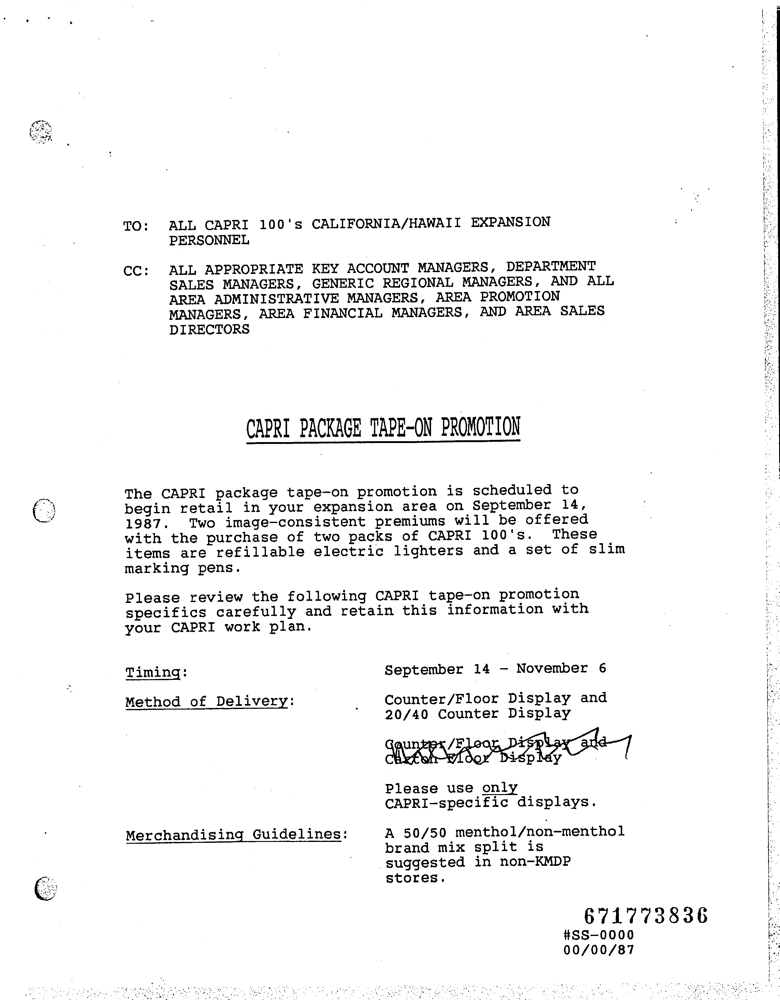 TO: ALL CAPRI 100's CALIFORNIA/HAWAII EXPANSION
PERSONNEL
CC: ALL APPROPRIATE KEY ACCOUNT MANAGERS, DEPARTMENT
SALES MANAGERS, GENERIC REGIONAL MANAGERS, AND ALL
AREA ADMINISTRATIVE MANAGERS, AREA PROMOTION
MANAGERS, AREA FINANCIAL MANAGERS, AND AREA SALES
DIRECTORS
CAPRI PACKAGE TAPE-ON PROMOTION
The CAPRI package tape-on promotion is scheduled to
begin retail in your expansion area on September 14,
1987. Two image-consistent premiums will be offered
with the purchase of two packs of CAPRI 100's. These
items are refillable electric lighters and a set of slim
marking pens.
Please review the following CAPRI tape-on promotion
specifics carefully and retain this information with
your CAPRI work plan.
Timing: September 14 - November 6
Method of Delivery: Counter/Floor Display and
20/40 Counter Display
Counter/Floor Display and
Carton Floor Display
Please use only
CAPRI-specific displays.
Merchandising Guidelines: A 50/50 menthol/non-menthol
brand mix split is
suggested in non-KMDP
stores.
671773836
#SS-0000
00/00/87